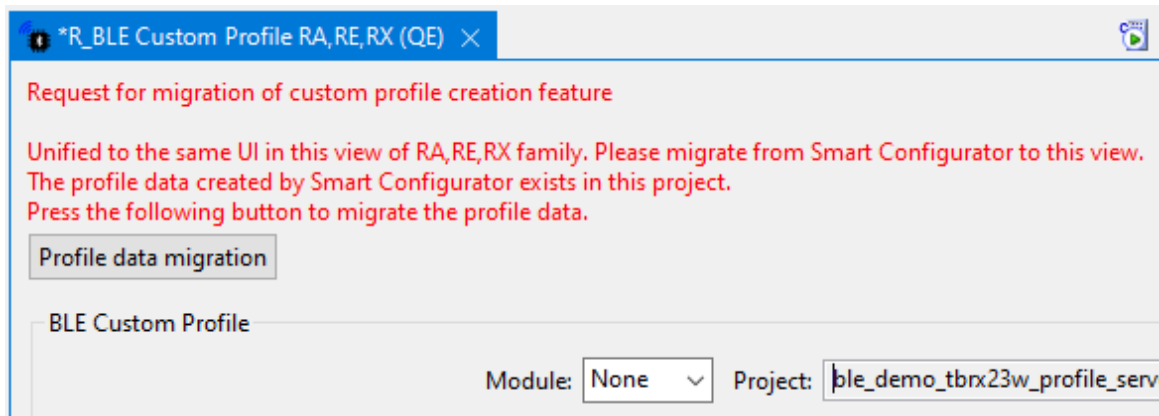 *R_BLE Custom Profile RA,RE,RX (QE)
Request for migration of custom profile creation feature
Unified to the same UI in this view of RA,RE,RX family. Please migrate from Smart Configurator to this view.
The profile data created by Smart Configurator exists in this project.
Press the following button to migrate the profile data.
Profile data migration
BLE Custom Profile
Module: None Project: ble_demo_tbrx23w_profile_serv